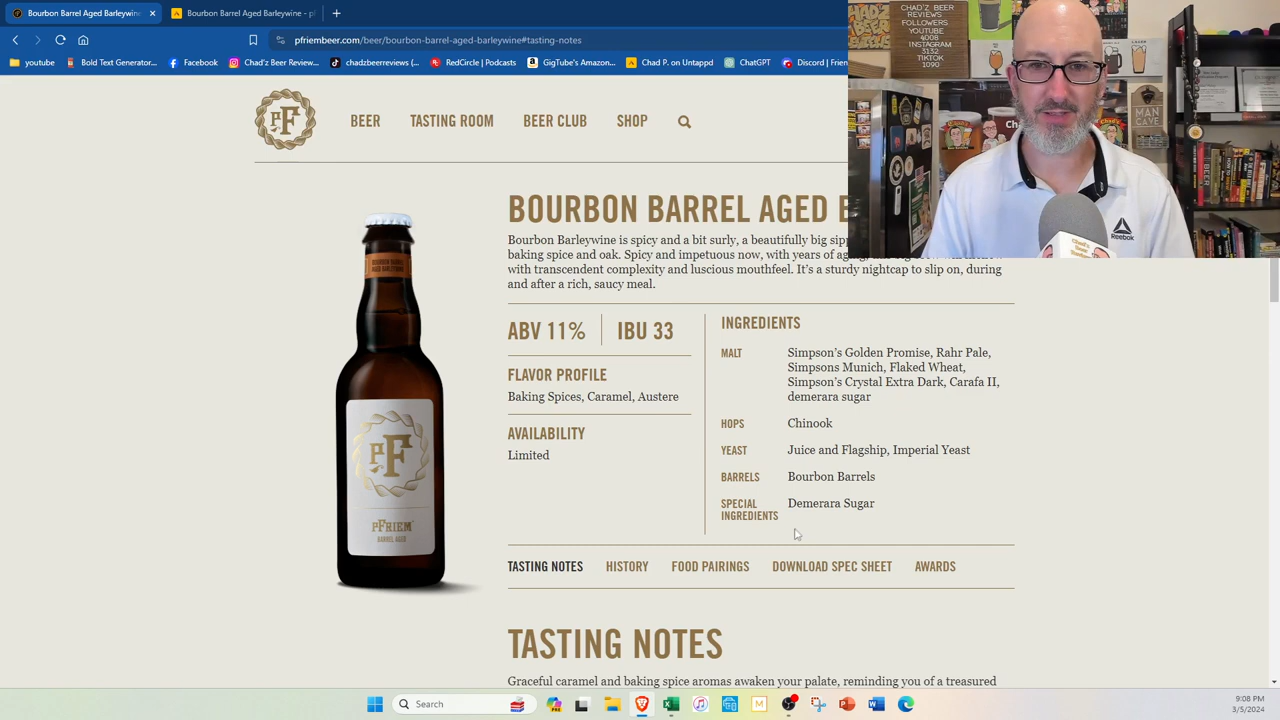 Bourbon Barrel Aged Barleywine
Bourbon Barrel Aged Barleywine - pF
pfriembeer.com/beer/bourbon-barrel-aged-barleywine#tasting-notes
youtube
Bold Text Generator...
Facebook
Chad'z Beer Review...
chadzbeerreviews
RedCircle | Podcasts
GigTube's Amazon...
Chad P. on Untappd
ChatGPT
Discord | Frien
CHAD'Z BEER
REVIEWS
FOLLOWERS
YOUTUBE
4008
INSTAGRAM
3132
TIKTOK
1090
MAN
CAVE
BEER
Reebok
pF
BEER
TASTING ROOM
BEER CLUB
SHOP
BOURBON BARREL AGED
Bourbon Barleywine is spicy and a bit surly, a beautifully big
baking spice and oak. Spicy and impetuous now, with years of
with transcendent complexity and luscious mouthfeel. It's a sturdy nightcap to slip on, during
and after a rich, saucy meal.
ABV 11%
IBU 33
FLAVOR PROFILE
Baking Spices, Caramel, Austere
AVAILABILITY
Limited
INGREDIENTS
MALT
Simpson's Golden Promise, Rahr Pale,
Simpsons Munich, Flaked Wheat,
Simpson's Crystal Extra Dark, Carafa II,
demerara sugar
HOPS
Chinook
YEAST
Juice and Flagship, Imperial Yeast
BARRELS
Bourbon Barrels
SPECIAL
INGREDIENTS
Demerara Sugar
BOURBON BARREL
AGED BARLEYWINE
pF
pFRIEM
BARREL AGED
TASTING NOTES
HISTORY
FOOD PAIRINGS
DOWNLOAD SPEC SHEET
AWARDS
TASTING NOTES
Graceful caramel and baking spice aromas awaken your palate, reminding you of a treasured
Search
9:08 PM
3/5/2024